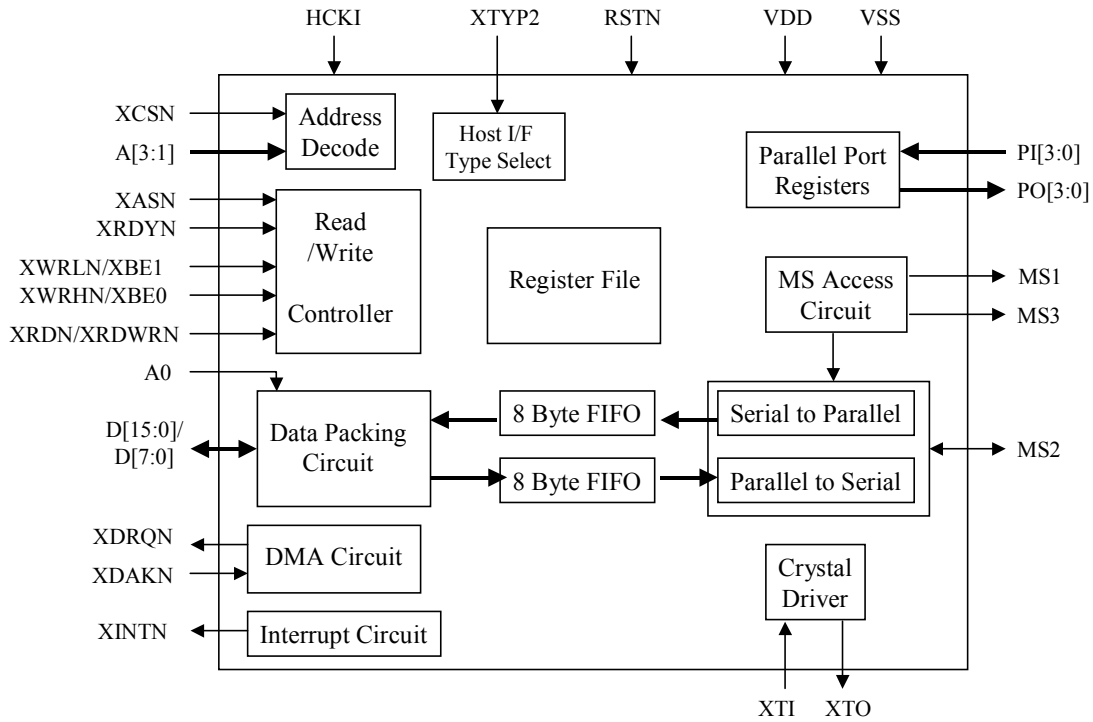 HCKI
XTYP2
RSTN
VDD
VSS
XCSN
A[3:1]
Address
Decode
Host I/F
Type Select
Parallel Port
Registers
PI[3:0]
PO[3:0]
XASN
XRDYN
XWRLN/XBE1
XWRHN/XBE0
XRDN/XRDWRN
Read
/Write
Controller
Register File
MS Access
Circuit
MS1
MS3
A0
D[15:0]/
D[7:0]
Data Packing
Circuit
8 Byte FIFO
8 Byte FIFO
Serial to Parallel
Parallel to Serial
MS2
XDRQN
XDAKN
DMA Circuit
XINTN
Interrupt Circuit
Crystal
Driver
XTI
XTO